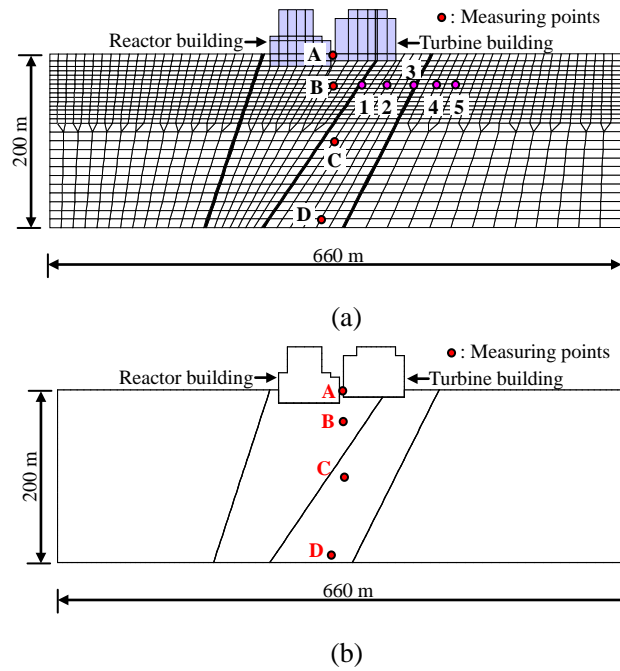 : Measuring points
Reactor building
Turbine building
A
B
3
1 2 4 5
C
D
200 m
660 m
(a)
: Measuring points
Reactor building
Turbine building
A
B
C
D
200 m
660 m
(b)